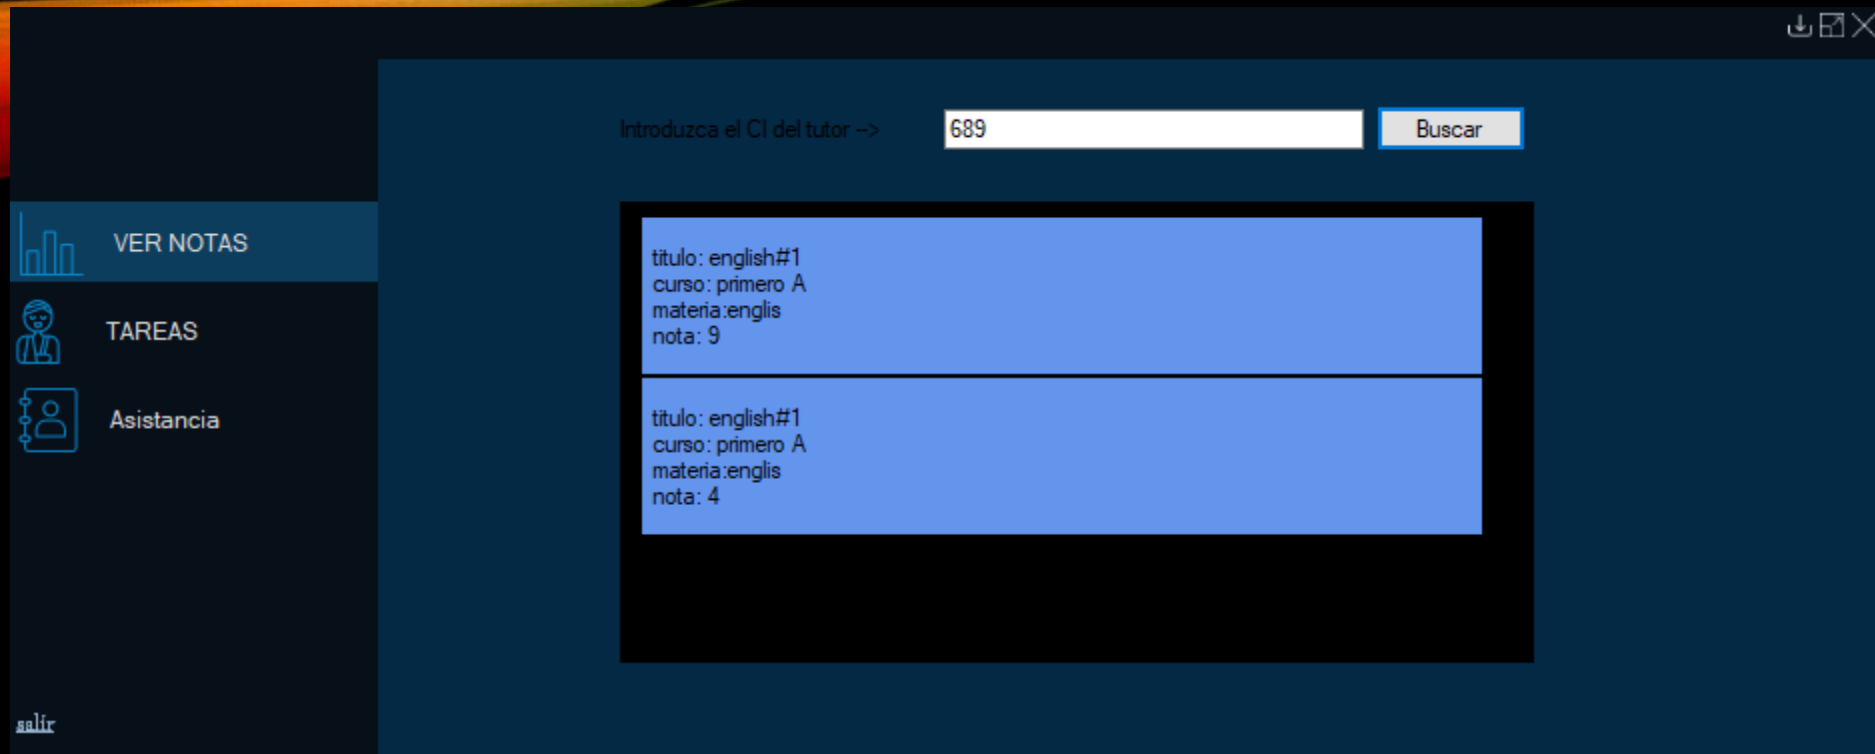 Introduzca el CI del tutor -->
689
Buscar
VER NOTAS
TAREAS
Asistancia
salir
titulo: english#1
curso: primero A
materia:englis
nota: 9
titulo: english#1
curso: primero A
materia:englis
nota: 4